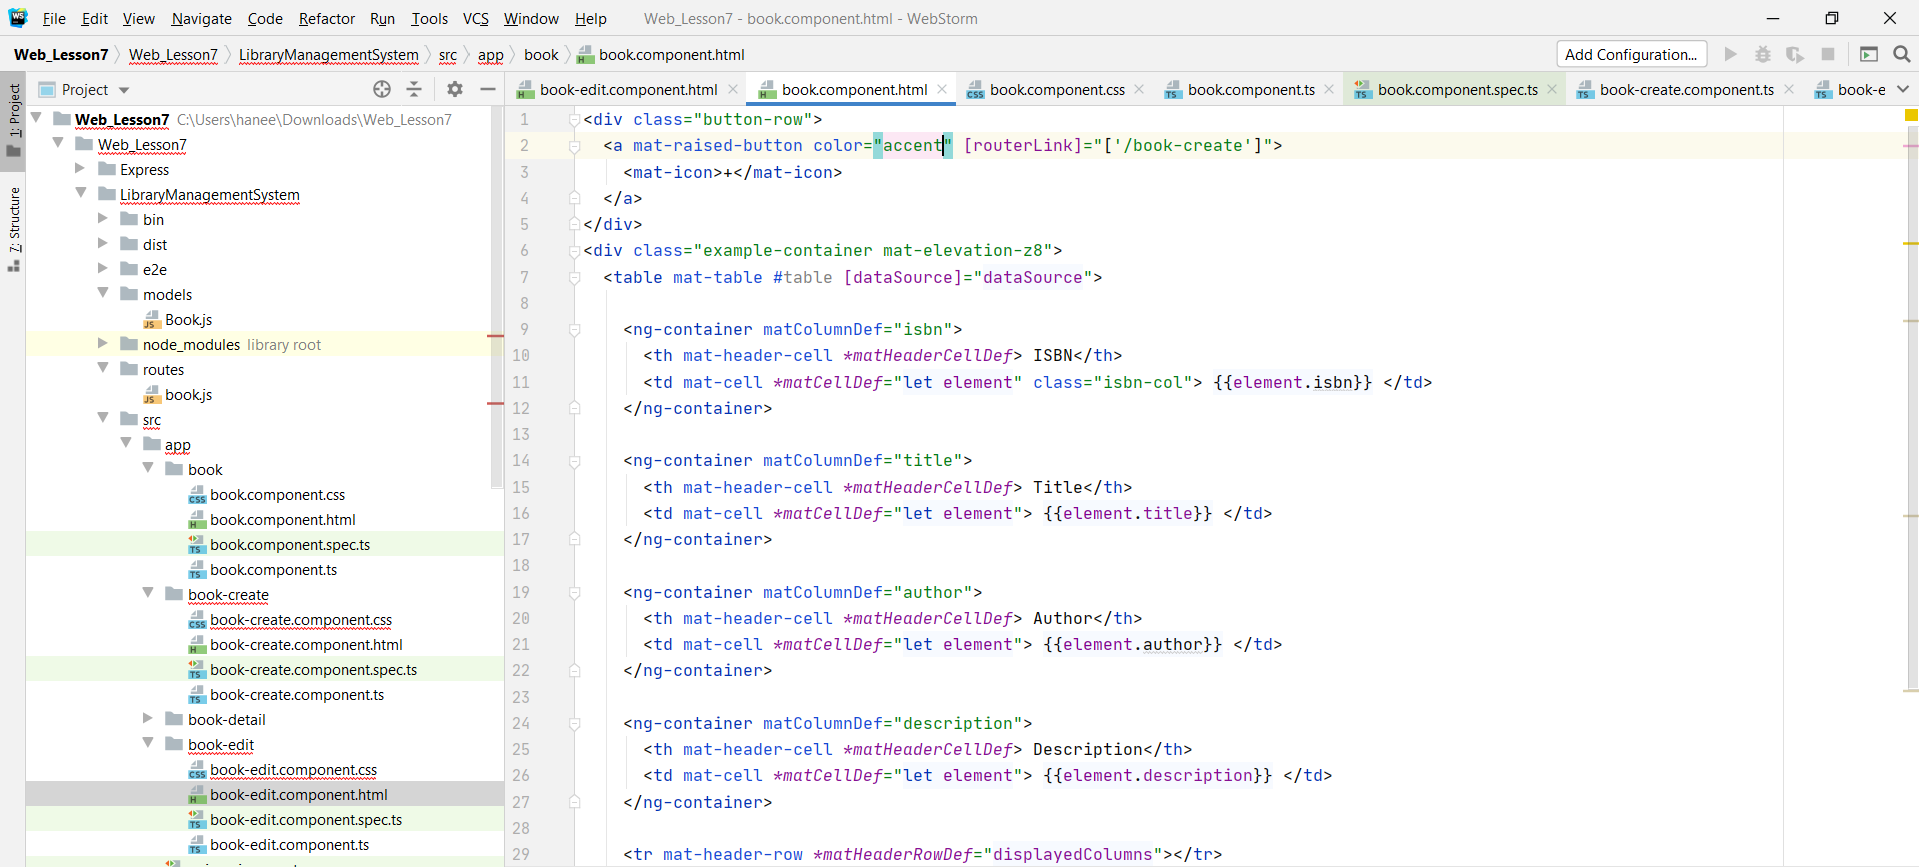 WS File Edit View Navigate Code Refactor Run Tools VCS Window Help Web_Lesson7 - book.component.html - WebStorm
Web_Lesson7 Web_Lesson7 LibraryManagementSystem src app book book.component.html Add Configuration...
1: Project
7: Structure
Project
Web_Lesson7 C:\Users\hanee\Downloads\Web_Lesson7
Web_Lesson7
Express
LibraryManagementSystem
bin
dist
e2e
models
Book.js
node_modules library root
routes
book.js
src
app
book
book.component.css
book.component.html
book.component.spec.ts
book.component.ts
book-create
book-create.component.css
book-create.component.html
book-create.component.spec.ts
book-create.component.ts
book-detail
book-edit
book-edit.component.css
book-edit.component.html
book-edit.component.spec.ts
book-edit.component.ts
book-edit.component.html book.component.html book.component.css book.component.ts book.component.spec.ts book-create.component.ts book-e
1 <div class="button-row">
2 <a mat-raised-button color="accent" [routerLink]="['/book-create']">
3 <mat-icon>+</mat-icon>
4 </a>
5 </div>
6 <div class="example-container mat-elevation-z8">
7 <table mat-table #table [dataSource]="dataSource">
8
9 <ng-container matColumnDef="isbn">
10 <th mat-header-cell *matHeaderCellDef> ISBN</th>
11 <td mat-cell *matCellDef="let element" class="isbn-col"> {{element.isbn}} </td>
12 </ng-container>
13
14 <ng-container matColumnDef="title">
15 <th mat-header-cell *matHeaderCellDef> Title</th>
16 <td mat-cell *matCellDef="let element"> {{element.title}} </td>
17 </ng-container>
18
19 <ng-container matColumnDef="author">
20 <th mat-header-cell *matHeaderCellDef> Author</th>
21 <td mat-cell *matCellDef="let element"> {{element.author}} </td>
22 </ng-container>
23
24 <ng-container matColumnDef="description">
25 <th mat-header-cell *matHeaderCellDef> Description</th>
26 <td mat-cell *matCellDef="let element"> {{element.description}} </td>
27 </ng-container>
28
29 <tr mat-header-row *matHeaderRowDef="displayedColumns"></tr>